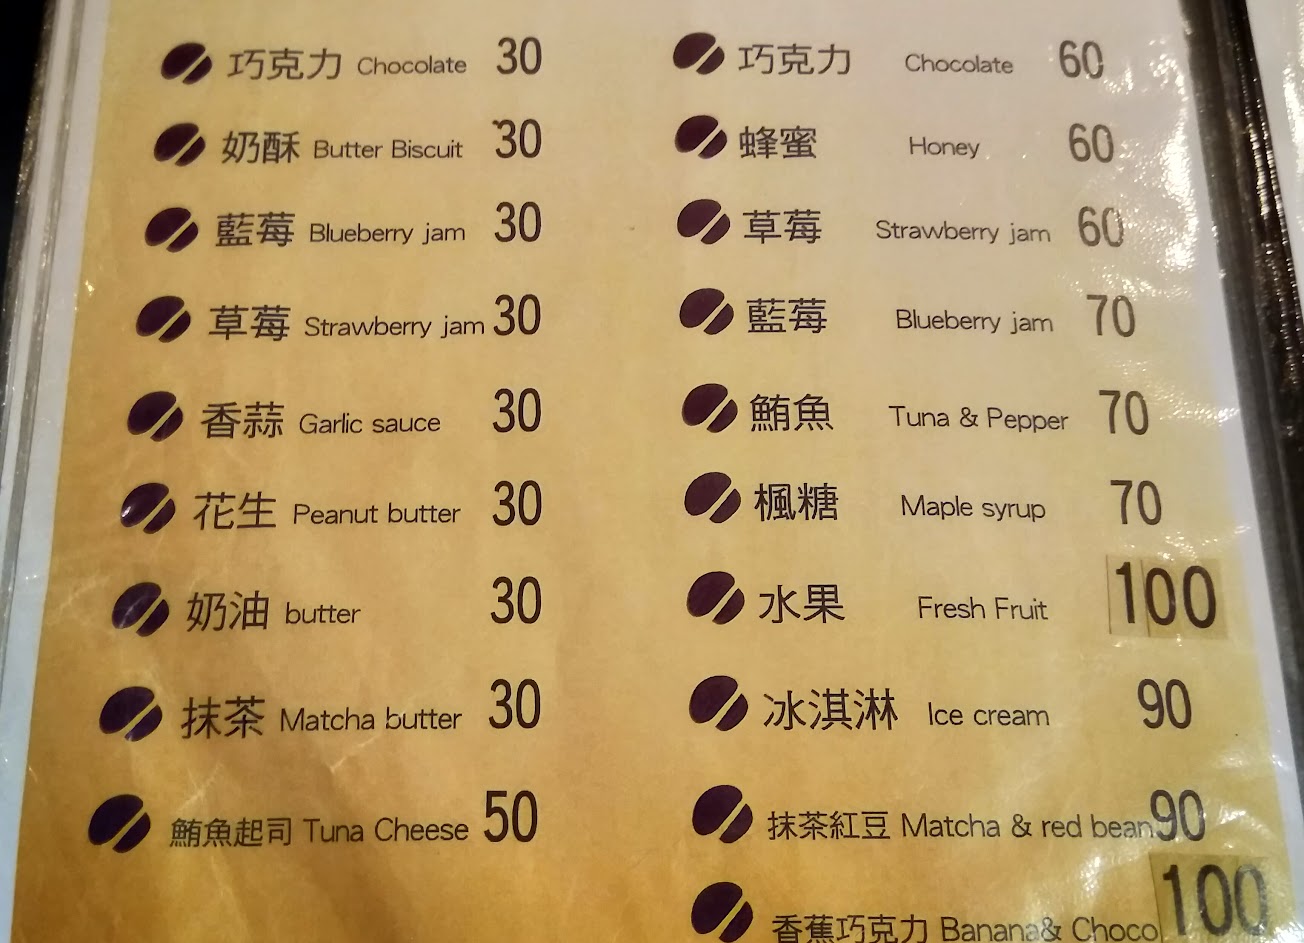 巧克力 Chocolate 30
奶酥 Butter Biscuit 30
藍莓 Blueberry jam 30
草莓 Strawberry jam 30
香蒜 Garlic sauce 30
花生 Peanut butter 30
奶油 butter 30
抹茶 Matcha butter 30
鮪魚起司 Tuna Cheese 50
巧克力 Chocolate 60
蜂蜜 Honey 60
草莓 Strawberry jam 60
藍莓 Blueberry jam 70
鮪魚 Tuna & Pepper 70
楓糖 Maple syrup 70
水果 Fresh Fruit 100
冰淇淋 Ice cream 90
抹茶紅豆 Matcha & red bean 90
香蕉巧克力 Banana& Choco 100